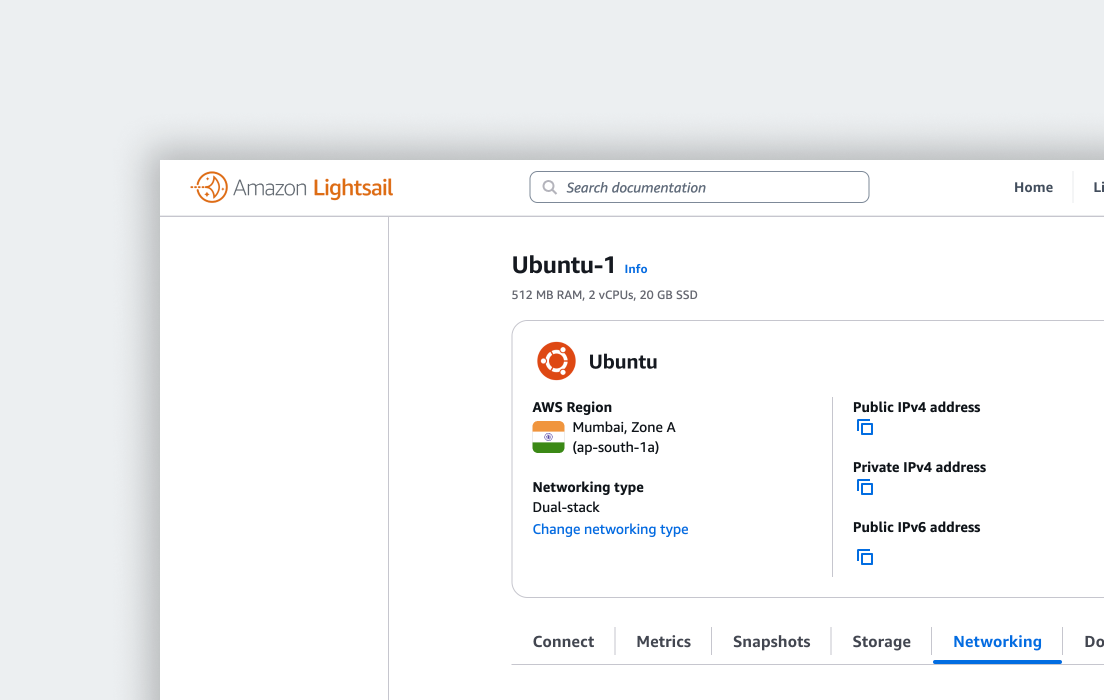 Amazon Lightsail
Search documentation
Home
Ubuntu-1 Info
512 MB RAM, 2 vCPUs, 20 GB SSD
Ubuntu
AWS Region
Mumbai, Zone A
(ap-south-1a)
Networking type
Dual-stack
Change networking type
Public IPv4 address
Private IPv4 address
Public IPv6 address
Connect Metrics Snapshots Storage Networking